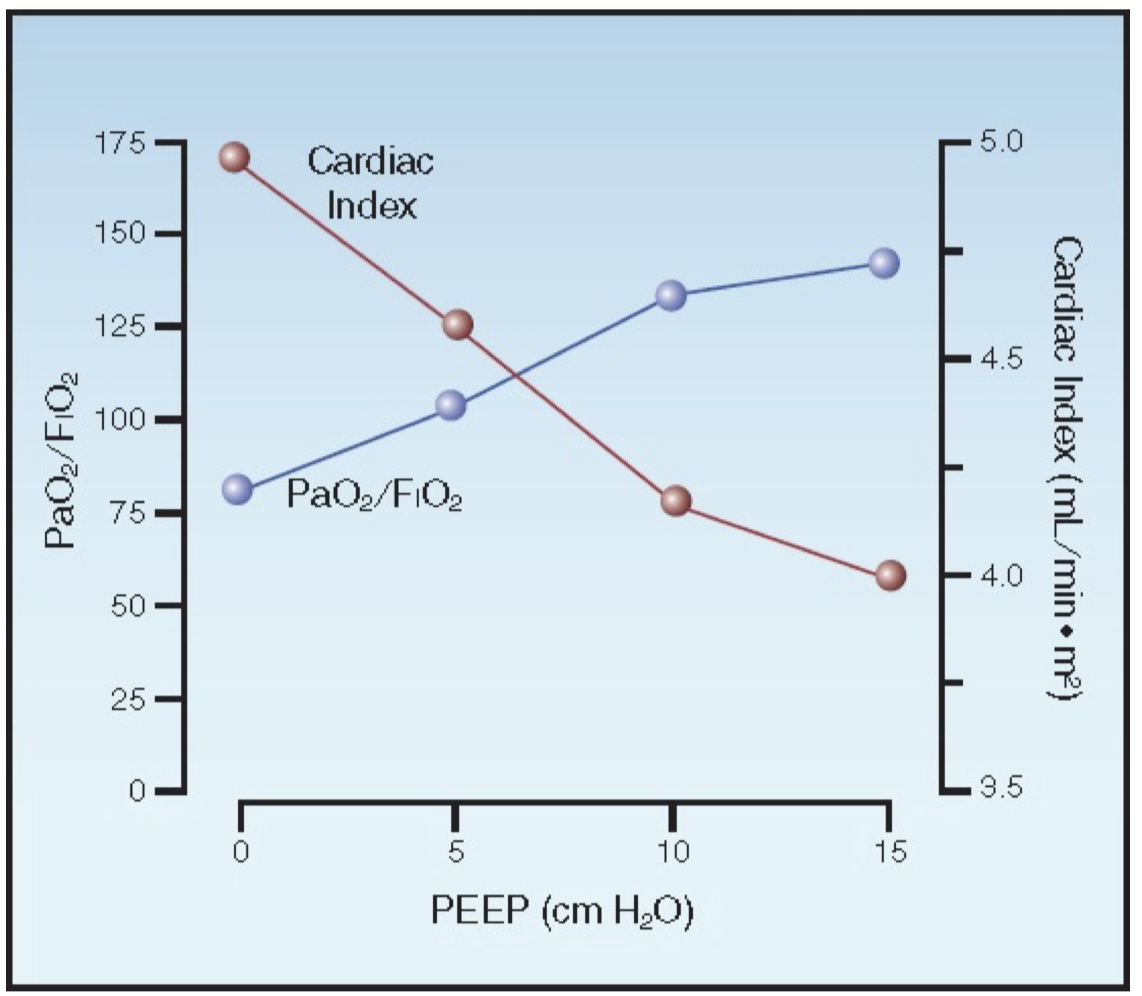 175
150
125
100
75
50
25
0
PaO₂/FIO₂
Cardiac
Index
PaO₂/FIO₂
5.0
4.5
4.0
3.5
Cardiac Index (mL/min•m²)
0 5 10 15
PEEP (cm H₂O)